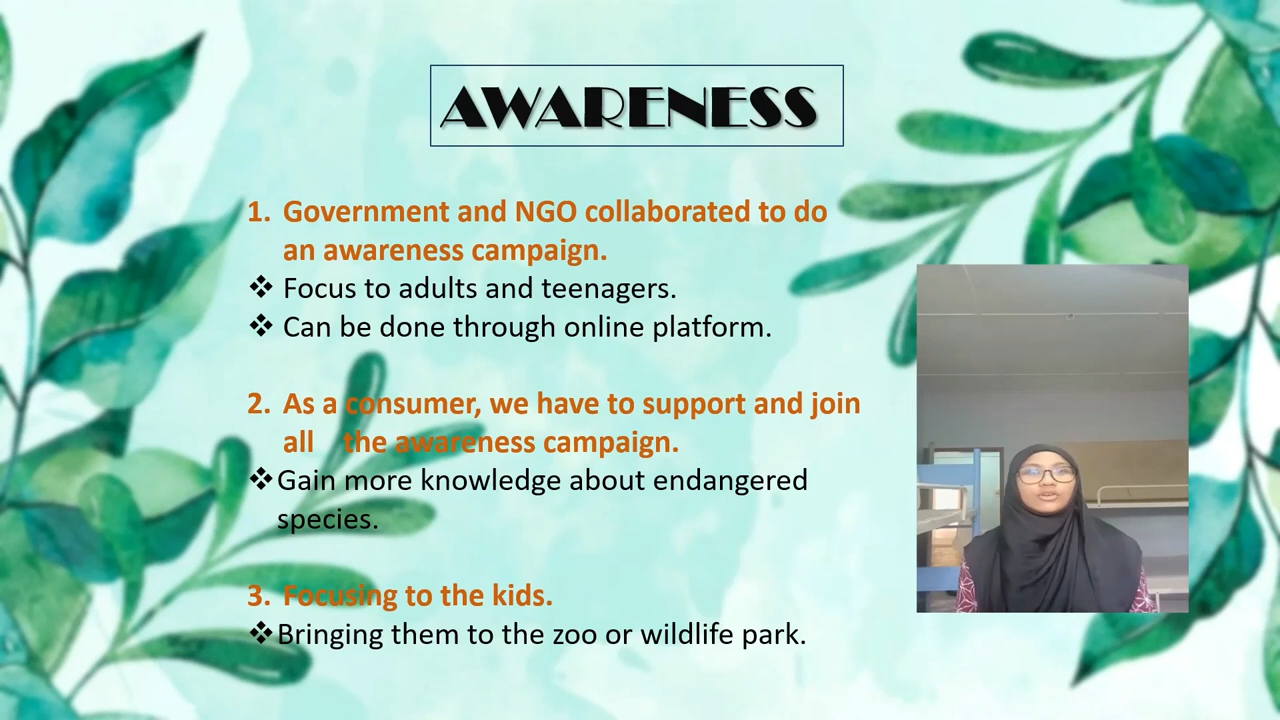 AWARENESS
1. Government and NGO collaborated to do
an awareness campaign.
❖ Focus to adults and teenagers.
❖ Can be done through online platform.
2. As a consumer, we have to support and join
all the awareness campaign.
❖Gain more knowledge about endangered
species.
3. Focusing to the kids.
❖Bringing them to the zoo or wildlife park.